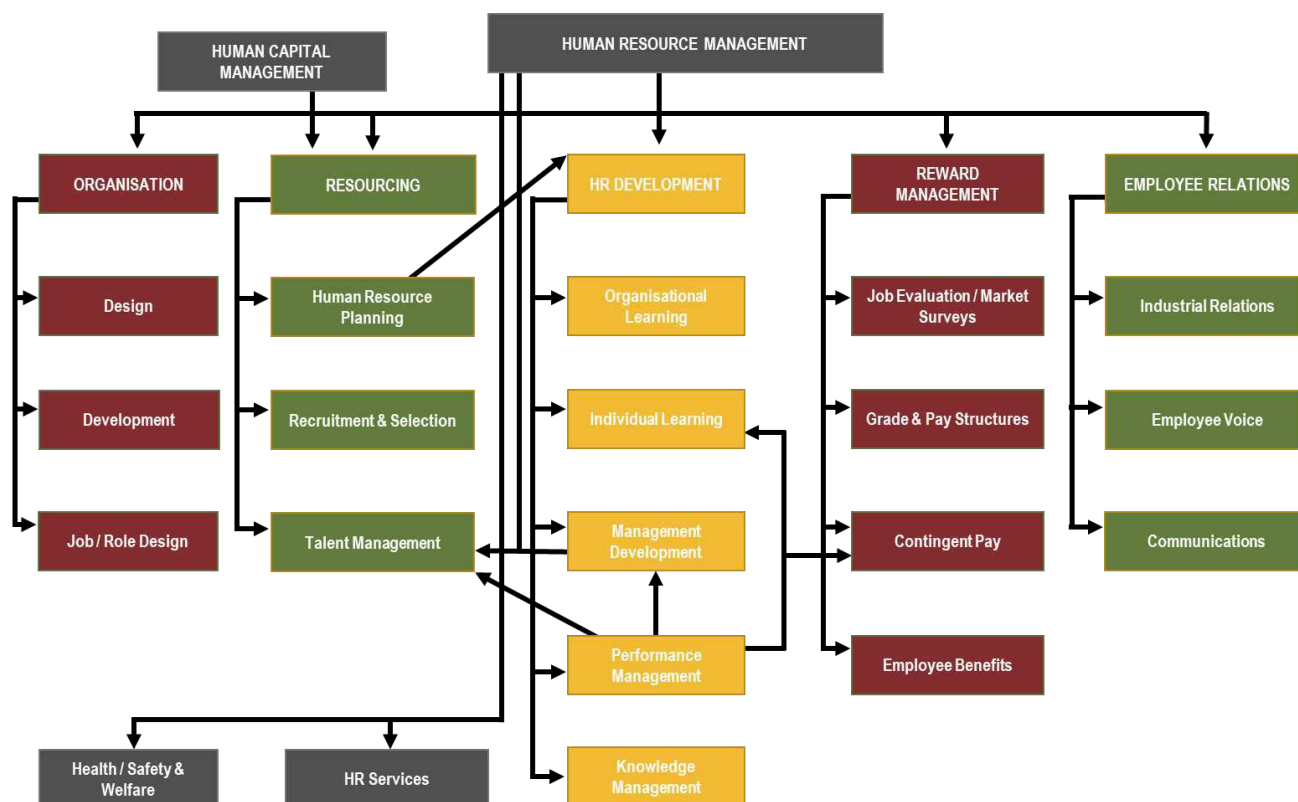 HUMAN CAPITAL
MANAGEMENT
HUMAN RESOURCE MANAGEMENT
ORGANISATION
RESOURCING
HR DEVELOPMENT
REWARD
MANAGEMENT
EMPLOYEE RELATIONS
Design
Human Resource
Planning
Organisational
Learning
Job Evaluation / Market
Surveys
Industrial Relations
Development
Recruitment & Selection
Individual Learning
Grade & Pay Structures
Employee Voice
Job / Role Design
Talent Management
Management
Development
Contingent Pay
Communications
Performance
Management
Employee Benefits
Health / Safety &
Welfare
HR Services
Knowledge
Management